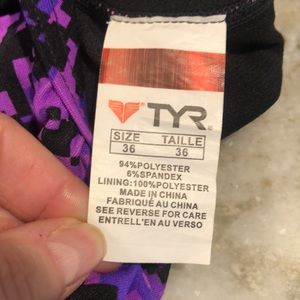 TYR
SIZE TAILLE
36 36
94%POLYESTER
6%SPANDEX
LINING:100%POLYESTER
MADE IN CHINA
FABRIQUÉ AU CHINA
SEE REVERSE FOR CARE
ENTRELL'EN AU VERSO